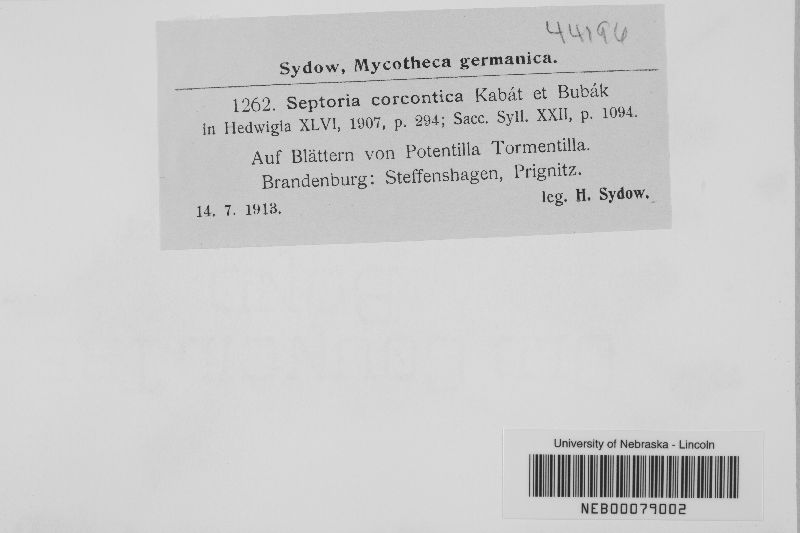 44196
Sydow, Mycotheca germanica.
1262. Septoria corcontica Kabát et Bubák
in Hedwigia XLVI, 1907, p. 294; Sacc. Syll. XXII, p. 1094.
Auf Blättern von Potentilla Tormentilla.
Brandenburg: Steffenshagen, Prignitz.
14. 7. 1913. leg. H. Sydow.
University of Nebraska - Lincoln
NEB00079002